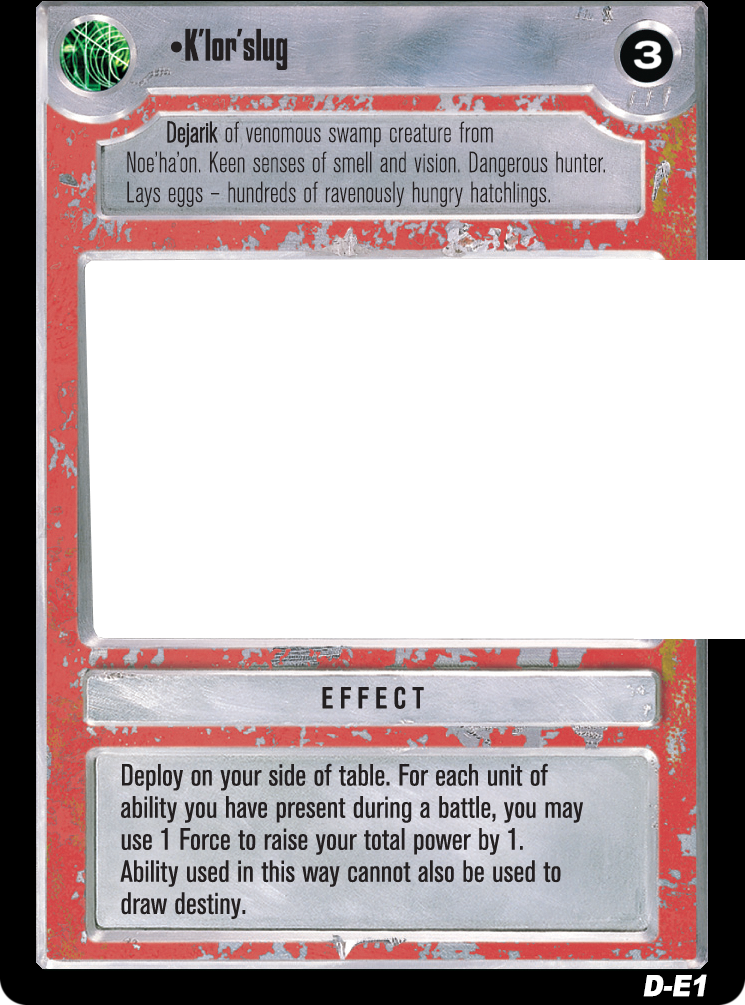 •K'lor'slug
3
Dejarik of venomous swamp creature from
Noe'ha'on. Keen senses of smell and vision. Dangerous hunter.
Lays eggs – hundreds of ravenously hungry hatchlings.
EFFECT
Deploy on your side of table. For each unit of
ability you have present during a battle, you may
use 1 Force to raise your total power by 1.
Ability used in this way cannot also be used to
draw destiny.
D-E1